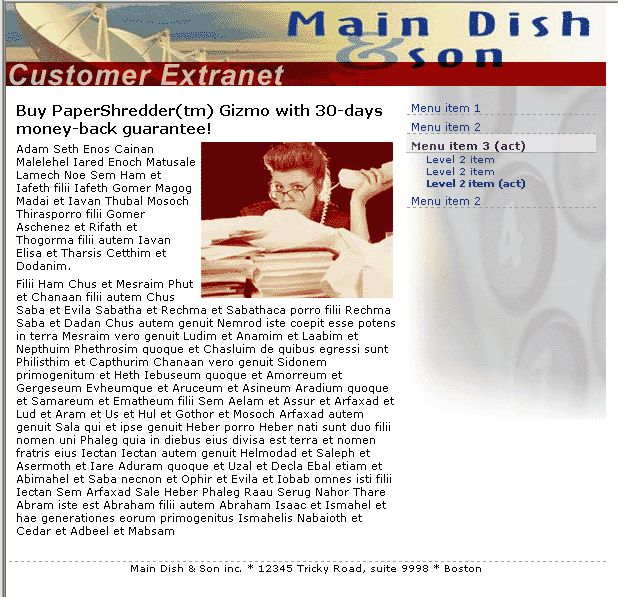 Main Dish
& son
Customer Extranet
Buy PaperShredder(tm) Gizmo with 30-days
money-back guarantee!
Adam Seth Enos Cainan
Malelehel Iared Enoch Matusale
Lamech Noe Sem Ham et
Iafeth filii Iafeth Gomer Magog
Madai et Iavan Thubal Mosoch
Thirasporro filii Gomer
Aschenez et Rifath et
Thogorma filii autem Iavan
Elisa et Tharsis Cetthim et
Dodanim.
Filii Ham Chus et Mesraim Phut
et Chanaan filii autem Chus
Saba et Evila Sabatha et Rechma et Sabathaca porro filii Rechma
Saba et Dadan Chus autem genuit Nemrod iste coepit esse potens
in terra Mesraim vero genuit Ludim et Anamim et Laabim et
Nepthuim Phethrosim quoque et Chasluim de quibus egressi sunt
Philisthim et Capthurim Chanaan vero genuit Sidonem
primogenitum et Heth Iebuseum quoque et Amorreum et
Gergeseum Evheumque et Aruceum et Asineum Aradium quoque
et Samareum et Ematheum filii Sem Aelam et Assur et Arfaxad et
Lud et Aram et Us et Hul et Gothor et Mosoch Arfaxad autem
genuit Sala qui et ipse genuit Heber porro Heber nati sunt duo filii
nomen uni Phaleg quia in diebus eius divisa est terra et nomen
fratris eius Iectan Iectan autem genuit Helmodad et Saleph et
Asermoth et Iare Aduram quoque et Uzal et Decla Ebal etiam et
Abimahel et Saba necnon et Ophir et Evila et Iobab omnes isti filii
Iectan Sem Arfaxad Sale Heber Phaleg Raau Serug Nahor Thare
Abram iste est Abraham filii autem Abraham Isaac et Ismahel et
hae generationes eorum primogenitus Ismahelis Nabaioth et
Cedar et Adbeel et Mabsam
Menu item 1
Menu item 2
Menu item 3 (act)
Level 2 item
Level 2 item
Level 2 item (act)
Menu item 2
Main Dish & Son inc. * 12345 Tricky Road, suite 9998 * Boston